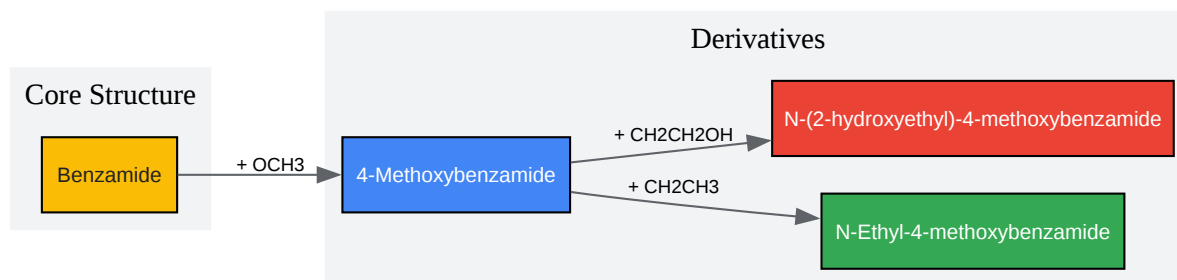 Derivatives
Core Structure
Benzamide
+ OCH3
4-Methoxybenzamide
+ CH2CH2OH
N-(2-hydroxyethyl)-4-methoxybenzamide
+ CH2CH3
N-Ethyl-4-methoxybenzamide